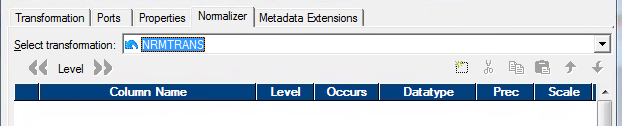 Transformation Ports Properties Normalizer Metadata Extensions
Select transformation: NRMTRANS
Level
Column Name Level Occurs Datatype Prec Scale